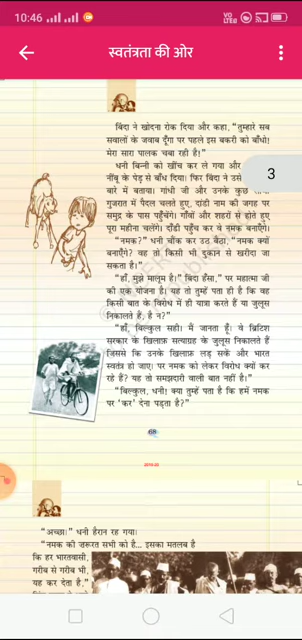 10:46
VO
LTE
स्वतंत्रता की ओर
3
बिंदा ने खोदना रोक दिया और कहा, “तुम्हारे सब
सवालों के जवाब दूँगा पर पहले इस बकरी को बाँधो!
मेरा सारा पालक चबा रही है!”
धनी बिन्नी को खींच कर ले गया और
नींबू के पेड़ से बाँध दिया। फिर बिंदा ने उसे
बारे में बताया। गांधी जी और उनके कुछ
गुजरात में पैदल चलते हुए, दांडी नाम की जगह पर
समुद्र के पास पहुँचेंगे। गाँवों और शहरों से होते हुए
पूरा महीना चलेंगे। दांडी पहुँच कर वे नमक बनाएँगे।
“नमक?” धनी चौंक कर उठ बैठा, “नमक क्यों
बनाएँगे? वह तो किसी भी दुकान से खरीदा जा
सकता है।”
“हाँ, मुझे मालूम है।” बिंदा हँसा,“ पर महात्मा जी
की एक योजना है। यह तो तुम्हें पता ही है कि वह
किसी बात के विरोध में ही यात्रा करते हैं या जुलूस
निकालते हैं, है न?”
“हाँ, बिल्कुल सही। मैं जानता हूँ। वे ब्रिटिश
सरकार के खिलाफ़ सत्याग्रह के जुलूस निकालते हैं
जिससे कि उनके खिलाफ़ लड़ सकें और भारत
स्वतंत्र हो जाए। पर नमक को लेकर विरोध क्यों कर
रहे हैं? यह तो समझदारी वाली बात नहीं है।”
“बिल्कुल, धनी! क्या तुम्हें पता है कि हमें नमक
पर ‘कर’ देना पड़ता है?”
68
“अच्छा।” धनी हैरान रह गया।
“नमक की ज़रूरत सभी को है... इसका मतलब है
कि हर भारतवासी,
गरीब से गरीब भी,
यह कर देता है,”